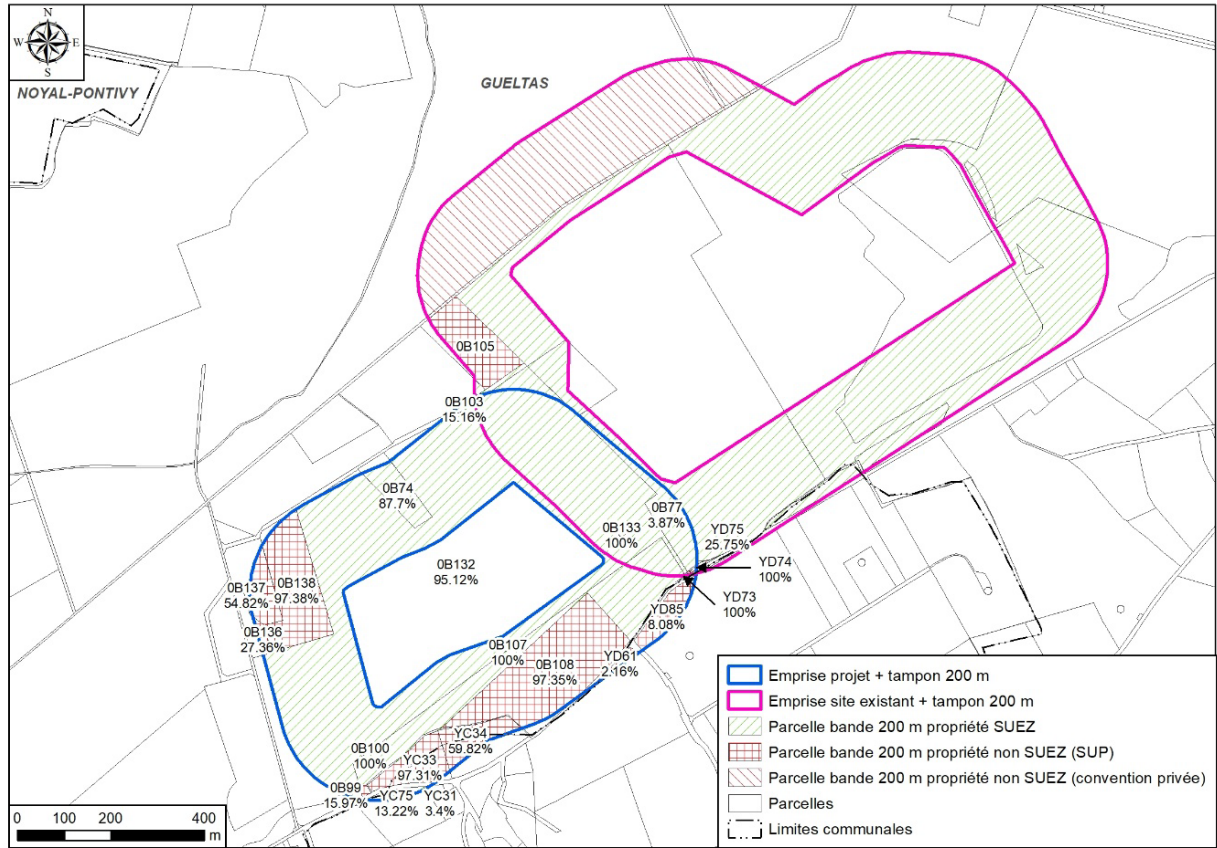 N
W E
S
NOYAL-PONTIVY
GUELTAS
0B105
0B103
15.16%
0B74
87.7%
0B77
3.87%
0B133
100%
YD75
25.75%
YD74
100%
YD73
100%
0B132
95.12%
0B138
97.38%
0B137
54.82%
0B136
27.36%
YD85
8.08%
YD61
2.16%
0B107
100%
0B108
97.35%
YC34
59.82%
0B100
100%
YC33
97.31%
0B99
15.97%
YC75
13.22%
YC31
3.4%
0 100 200 400
m
Emprise projet + tampon 200 m
Emprise site existant + tampon 200 m
Parcelle bande 200 m propriété SUEZ
Parcelle bande 200 m propriété non SUEZ (SUP)
Parcelle bande 200 m propriété non SUEZ (convention privée)
Parcelles
Limites communales